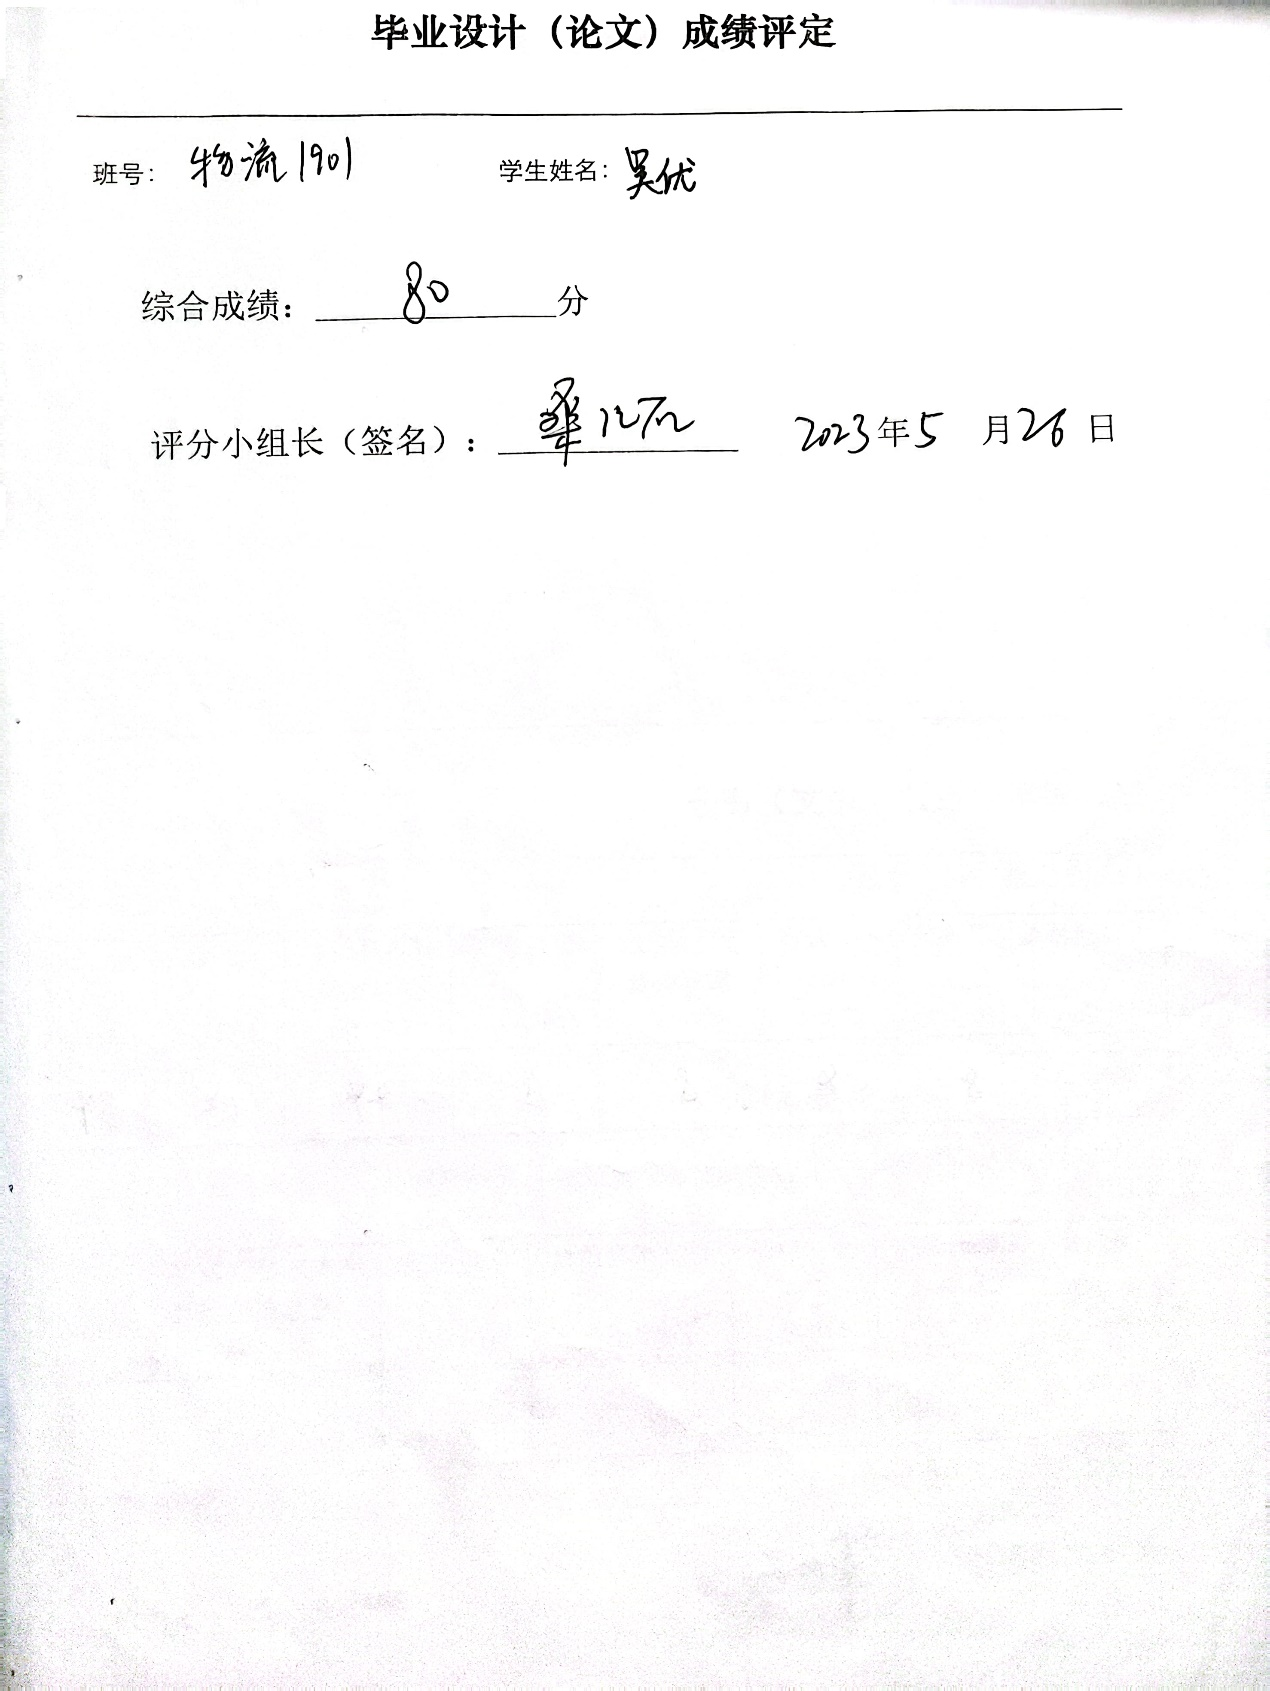 毕业设计（论文）成绩评定
班号：物流1901 学生姓名：吴优
综合成绩：80分
评分小组长（签名）： 2023年5月26日